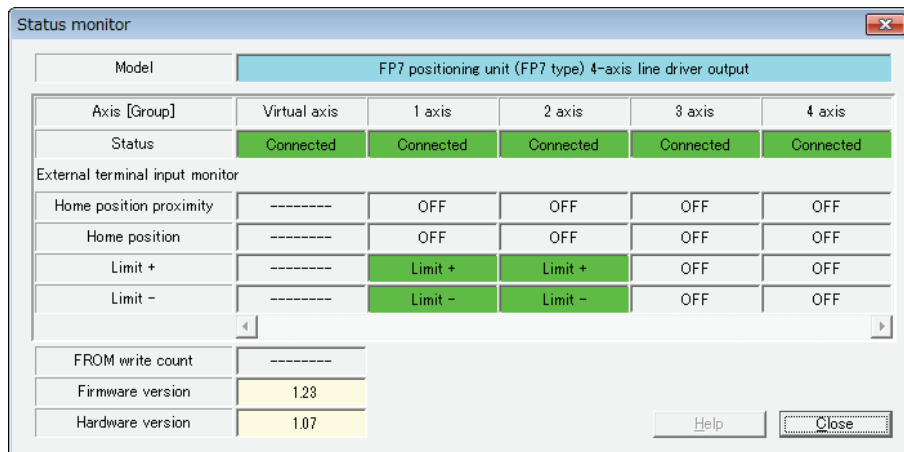 Status monitor
Model FP7 positioning unit (FP7 type) 4-axis line driver output
Axis [Group] Virtual axis 1 axis 2 axis 3 axis 4 axis
Status Connected Connected Connected Connected Connected
External terminal input monitor
Home position proximity -------- OFF OFF OFF OFF
Home position -------- OFF OFF OFF OFF
Limit + -------- Limit + Limit + OFF OFF
Limit - -------- Limit - Limit - OFF OFF
FROM write count --------
Firmware version 1.23
Hardware version 1.07
Help Close